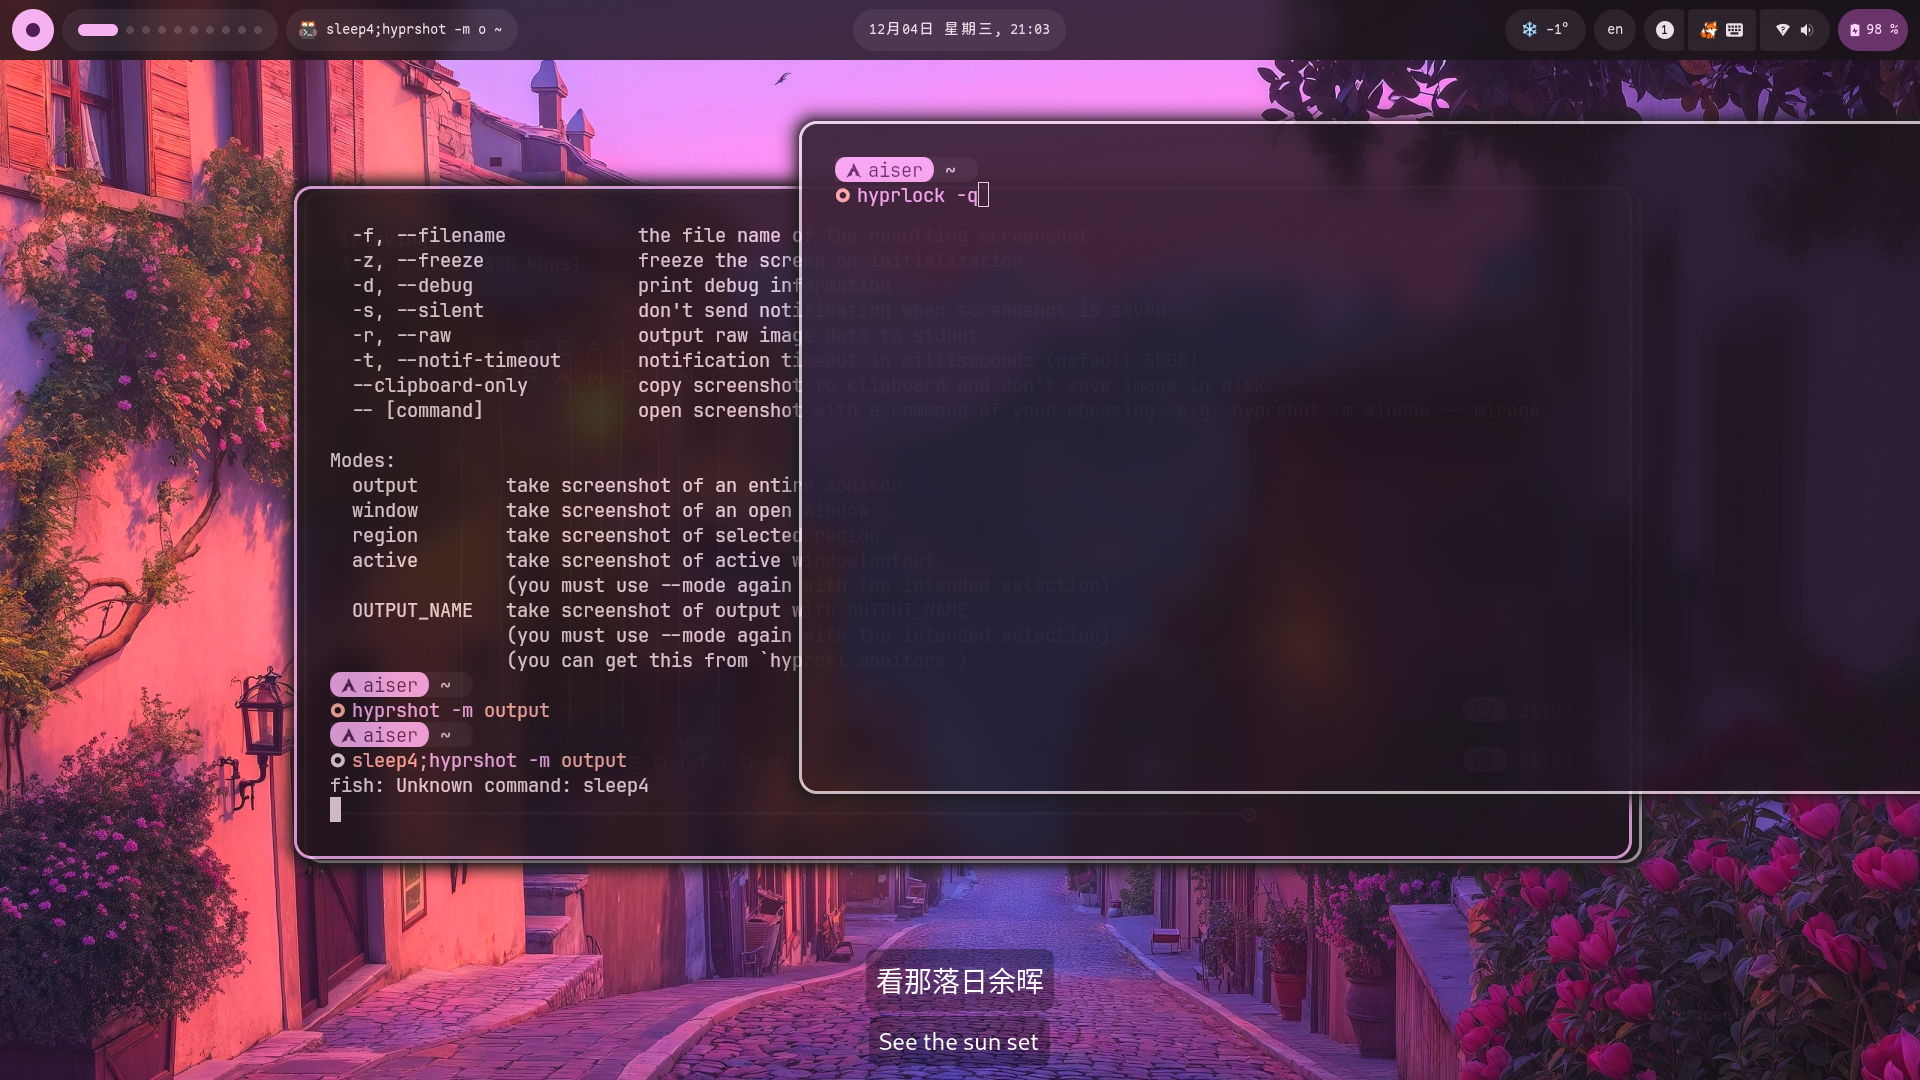 sleep4;hyprshot -m o ~
12月04日 星期三, 21:03
-1°
en
1
98 %
aiser ~
hyprlock -q
-f, --filename the file name of the resulting screenshot
-z, --freeze freeze the screen on initialization
-d, --debug print debug information
-s, --silent don't send notification when screenshot is saved
-r, --raw output raw image data to stdout
-t, --notif-timeout notification timeout in milliseconds (default 5000)
--clipboard-only copy screenshot to clipboard and don't save image in disk
-- [command] open screenshot with a command of your choosing. e.g. hyprshot -m window -- mirage
Modes:
output take screenshot of an entire monitor
window take screenshot of an open window
region take screenshot of selected region
active take screenshot of active window|output
(you must use --mode again with the intended selection)
OUTPUT_NAME take screenshot of output with OUTPUT_NAME
(you must use --mode again with the intended selection)
(you can get this from `hyprctl monitors`)
aiser ~
hyprshot -m output 21:02
aiser ~
sleep4;hyprshot -m output 21:02
fish: Unknown command: sleep4
看那落日余晖
See the sun set